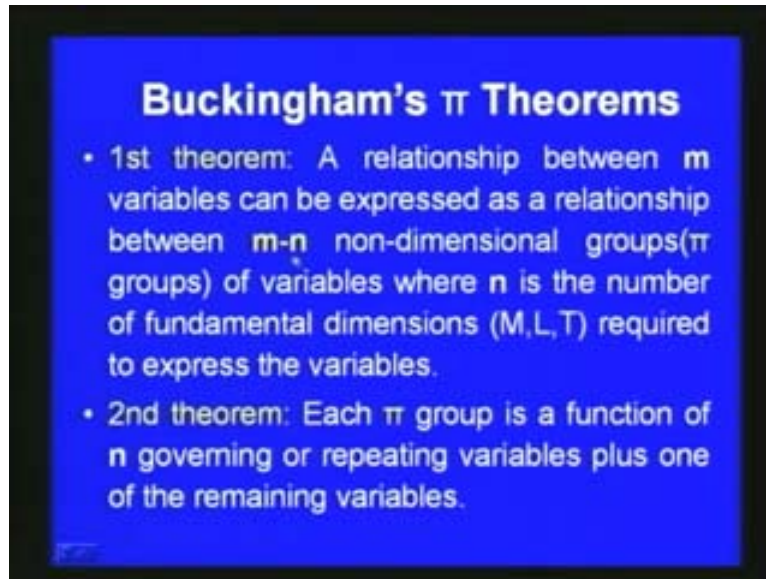 Buckingham's π Theorems
• 1st theorem: A relationship between m
variables can be expressed as a relationship
between m-n non-dimensional groups(π
groups) of variables where n is the number
of fundamental dimensions (M,L,T) required
to express the variables.
• 2nd theorem: Each π group is a function of
n governing or repeating variables plus one
of the remaining variables.